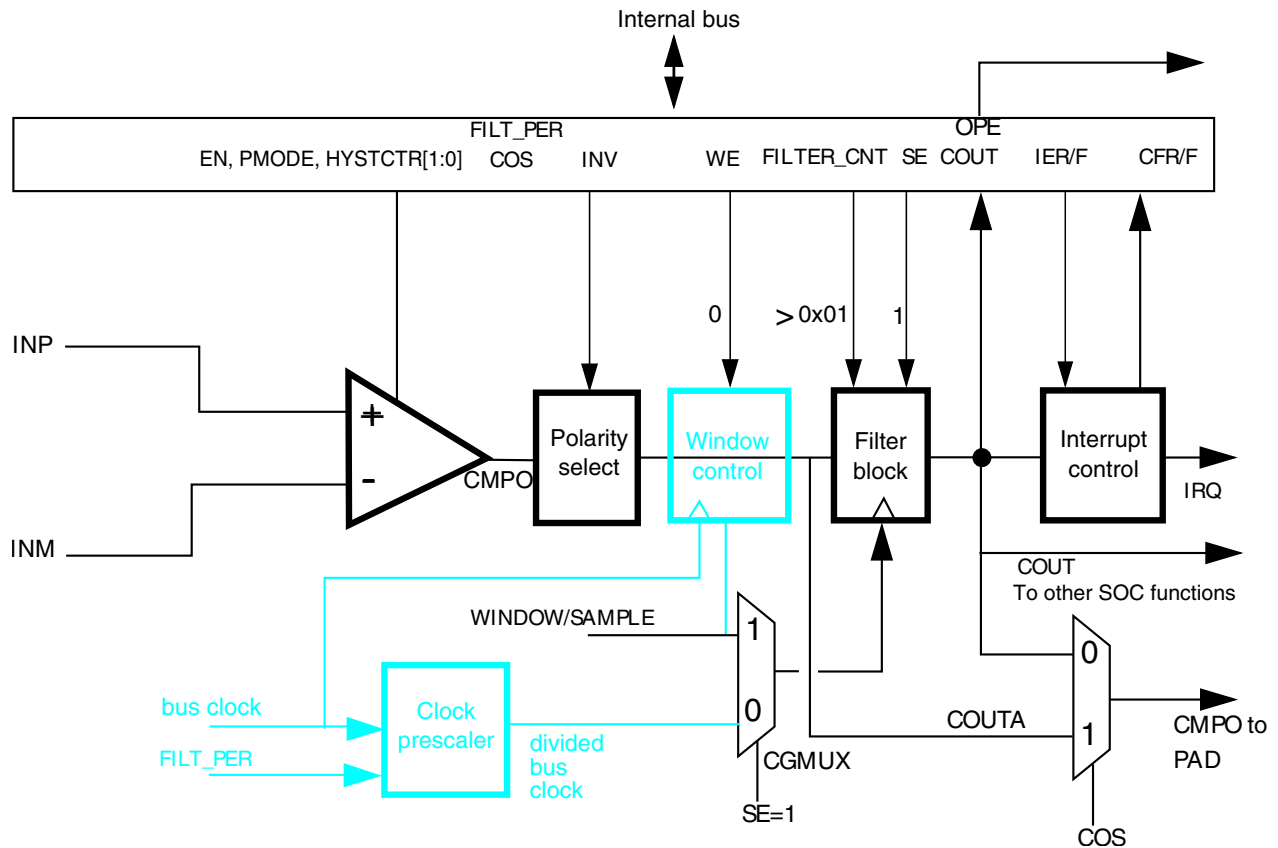 Internal bus
FILT_PER
OPE
EN, PMODE, HYSTCTR[1:0] COS INV WE FILTER_CNT SE COUT IER/F CFR/F
0 > 0x01 1
INP
+
Polarity select
Window control
Filter block
Interrupt control
-
CMPO
IRQ
INM
COUT
To other SOC functions
WINDOW/SAMPLE
1
0
bus clock
Clock prescaler
0
COUTA
1
CMPO to PAD
FILT_PER
divided bus clock
CGMUX
SE=1
COS